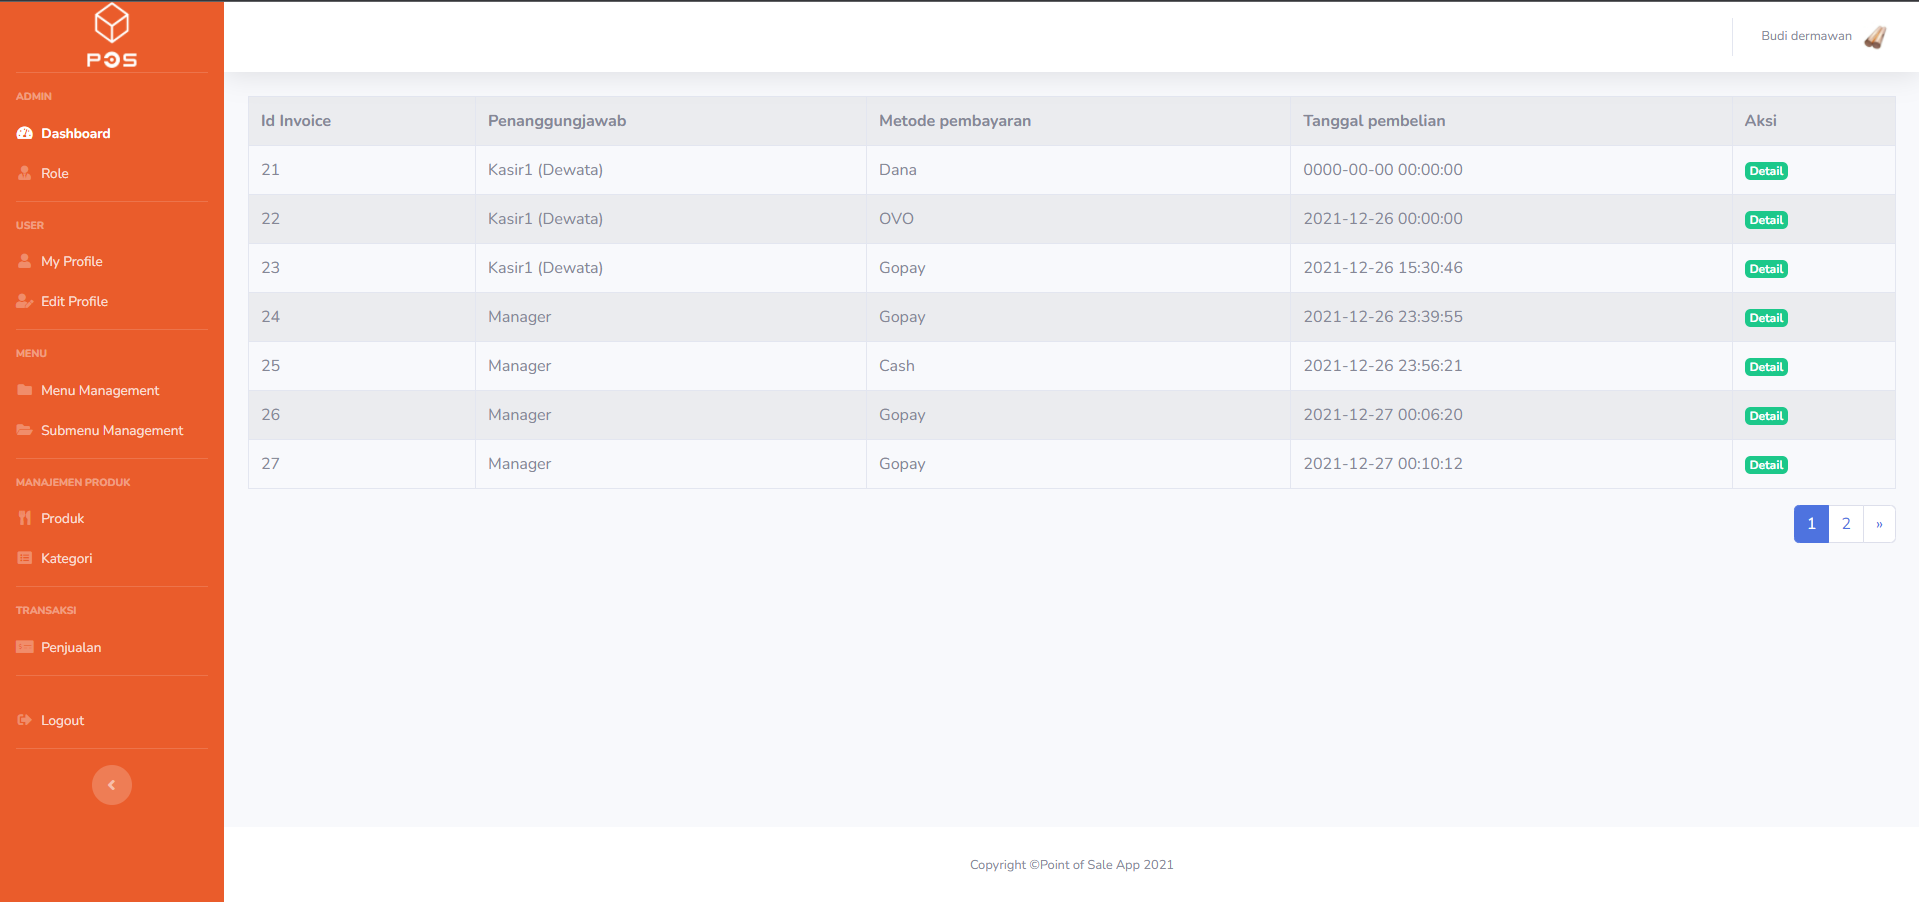 POS
Budi dermawan
ADMIN
Dashboard
Role
USER
My Profile
Edit Profile
MENU
Menu Management
Submenu Management
MANAJEMEN PRODUK
Produk
Kategori
TRANSAKSI
Penjualan
Logout
Id Invoice Penanggungjawab Metode pembayaran Tanggal pembelian Aksi
21 Kasir1 (Dewata) Dana 0000-00-00 00:00:00 Detail
22 Kasir1 (Dewata) OVO 2021-12-26 00:00:00 Detail
23 Kasir1 (Dewata) Gopay 2021-12-26 15:30:46 Detail
24 Manager Gopay 2021-12-26 23:39:55 Detail
25 Manager Cash 2021-12-26 23:56:21 Detail
26 Manager Gopay 2021-12-27 00:06:20 Detail
27 Manager Gopay 2021-12-27 00:10:12 Detail
1 2 »
Copyright ©Point of Sale App 2021